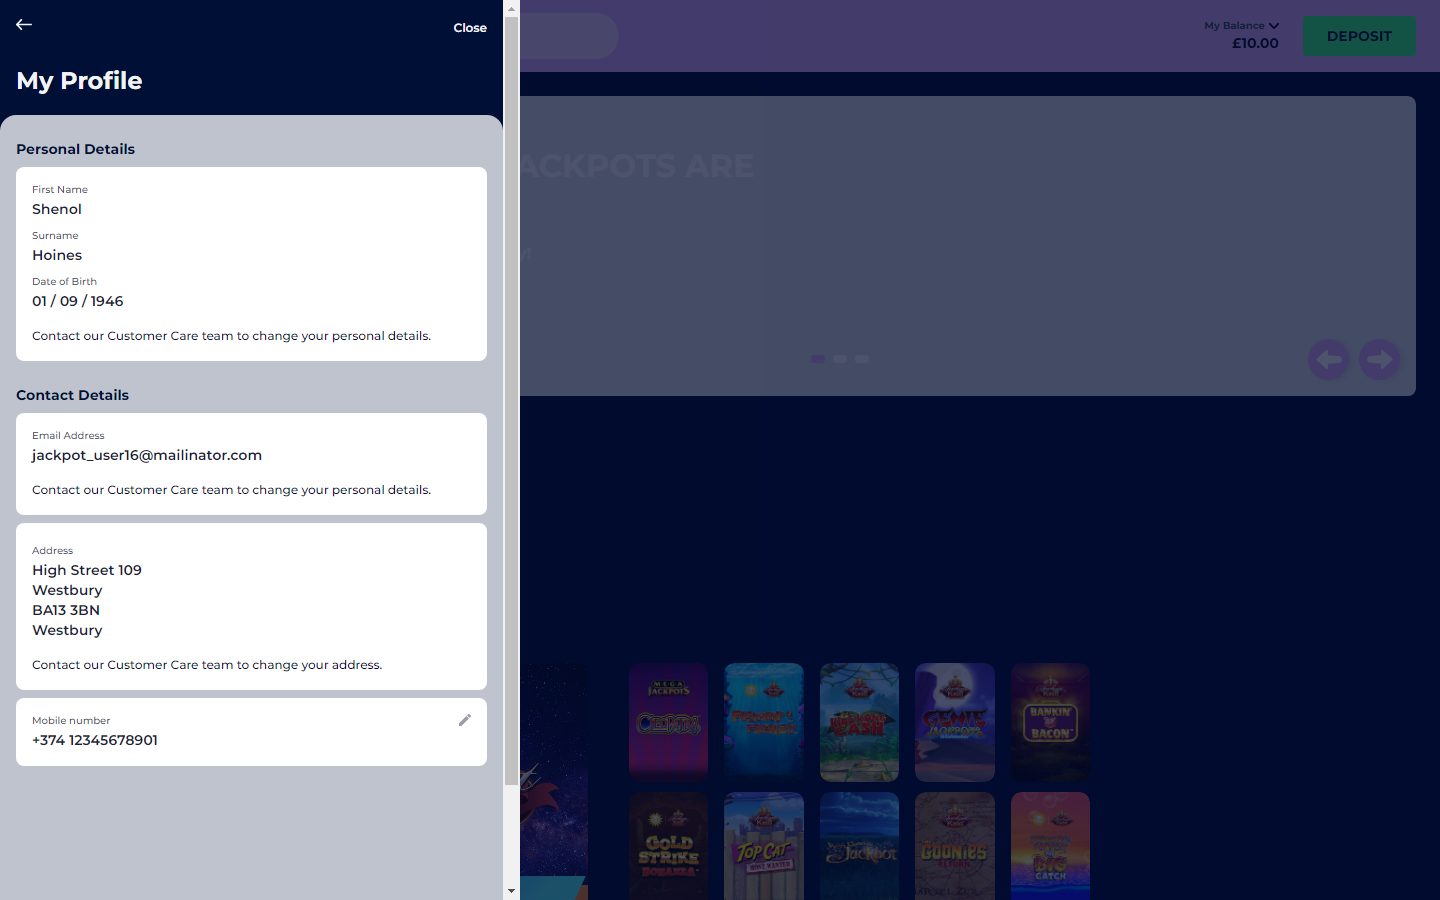 Close
My Profile
Personal Details
First Name
Shenol
Surname
Hoines
Date of Birth
01 / 09 / 1946
Contact our Customer Care team to change your personal details.
Contact Details
Email Address
jackpot_user16@mailinator.com
Contact our Customer Care team to change your personal details.
Address
High Street 109
Westbury
BA13 3BN
Westbury
Contact our Customer Care team to change your address.
Mobile number
+374 12345678901
My Balance
£10.00
DEPOSIT
ACKPOTS ARE
MEGA
JACKPOTS
CLEOPATRA
GENIE
JACKPOTS
BANKIN'
BACON
GOLD
STRIKE
BONANZA
TOP CAT
MOST WANTED
Jackpot
GOONIES
RETURN
BIG
CATCH